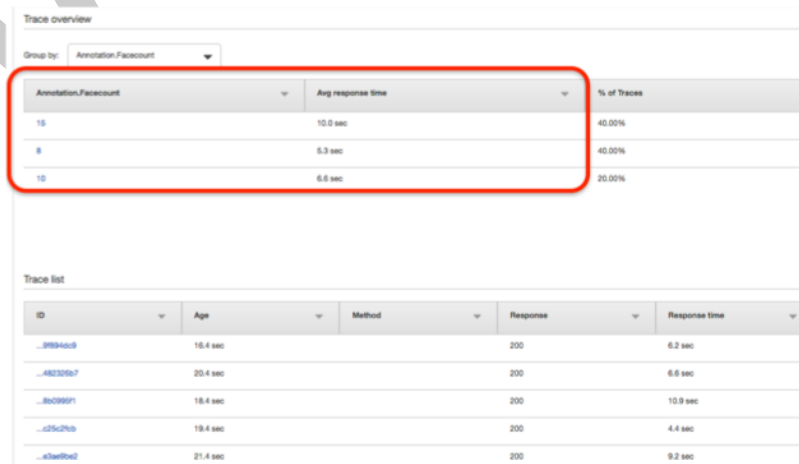 Trace overview
Group by: Annotation.Facecount
Annotation.Facecount Avg response time % of Traces
15 10.0 sec 40.00%
8 5.3 sec 40.00%
10 6.6 sec 20.00%
Trace list
ID Age Method Response Response time
...9f894dc9 16.4 sec 200 6.2 sec
...482326b7 20.4 sec 200 6.6 sec
...8b0995f1 18.4 sec 200 10.9 sec
...c25c2fcb 19.4 sec 200 4.4 sec
...e3ae9be2 21.4 sec 200 9.2 sec